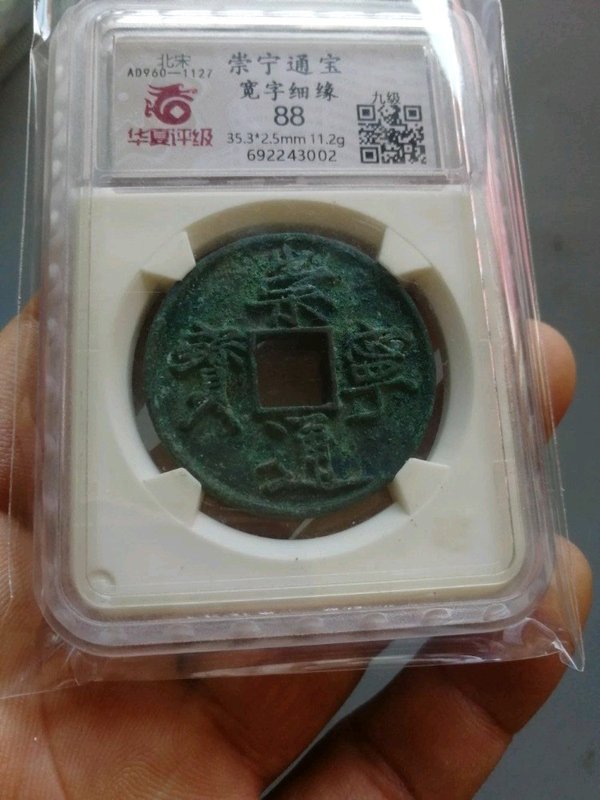 北宋
AD960—1127
华夏评级
崇宁通宝
宽字细缘
88
35.3*2.5mm 11.2g
692243002
九级
崇
寧
通
寳